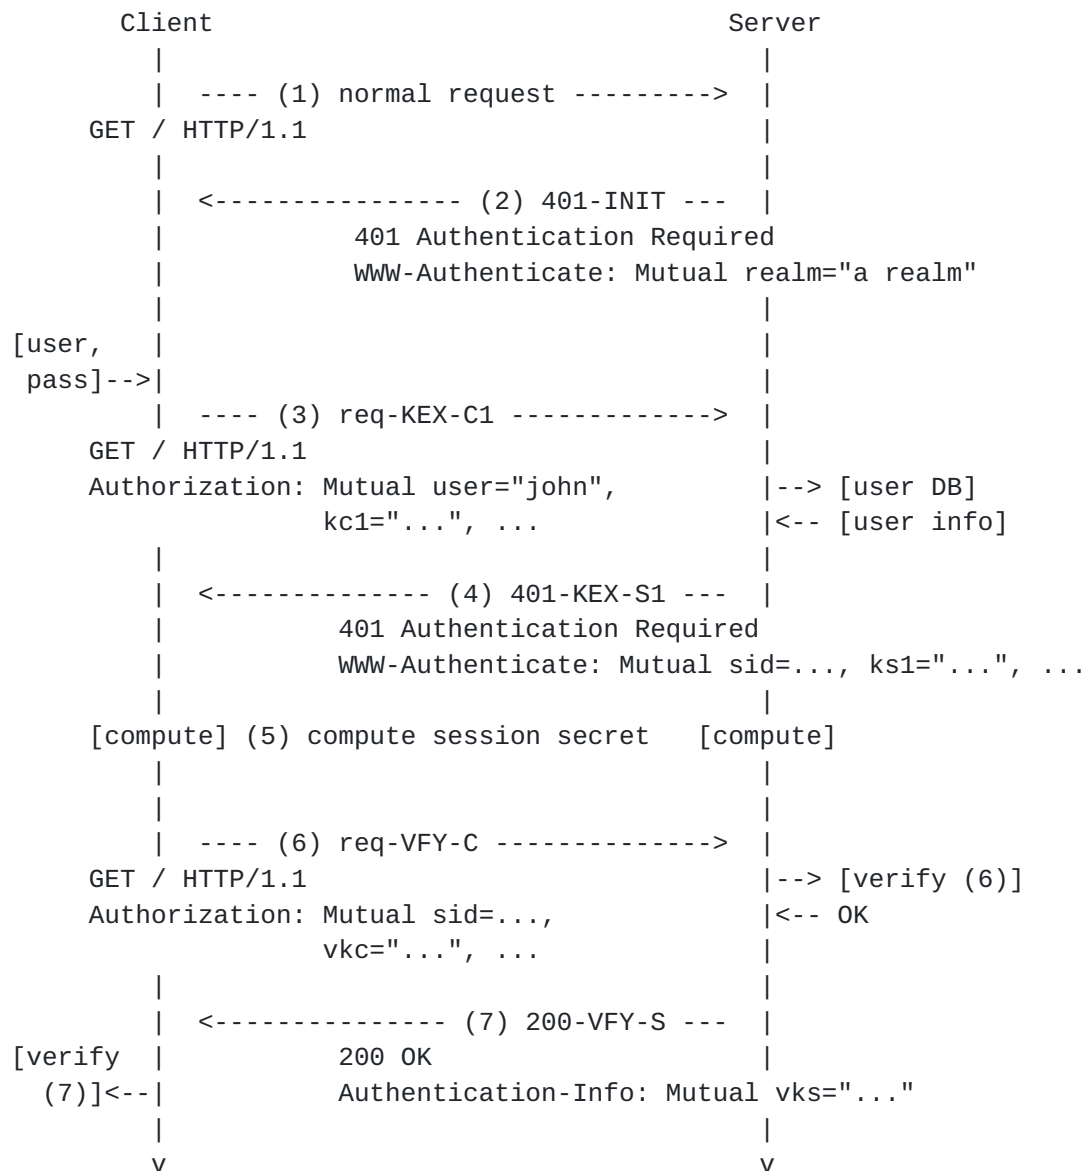 Client                                 Server
         |                                      |
         |  ---- (1) normal request --------->  |
     GET / HTTP/1.1                             |
         |                                      |
         |  <---------------- (2) 401-INIT ---  |
         |            401 Authentication Required
         |            WWW-Authenticate: Mutual realm="a realm"
         |                                      |
[user,   |                                      |
 pass]-->|                                      |
         |  ---- (3) req-KEX-C1 ------------->  |
     GET / HTTP/1.1                             |
     Authorization: Mutual user="john",         |--> [user DB]
                    kc1="...", ...              |<-- [user info]
         |                                      |
         |  <-------------- (4) 401-KEX-S1 ---  |
         |           401 Authentication Required
         |           WWW-Authenticate: Mutual sid=..., ks1="...", ...
         |                                      |
     [compute] (5) compute session secret   [compute]
         |                                      |
         |                                      |
         |  ---- (6) req-VFY-C -------------->  |
     GET / HTTP/1.1                             |--> [verify (6)]
     Authorization: Mutual sid=...,             |<-- OK
                    vkc="...", ...              |
         |                                      |
         |  <--------------- (7) 200-VFY-S ---  |
[verify  |           200 OK                     |
  (7)]<--|           Authentication-Info: Mutual vks="..."
         |                                      |
         v                                      v